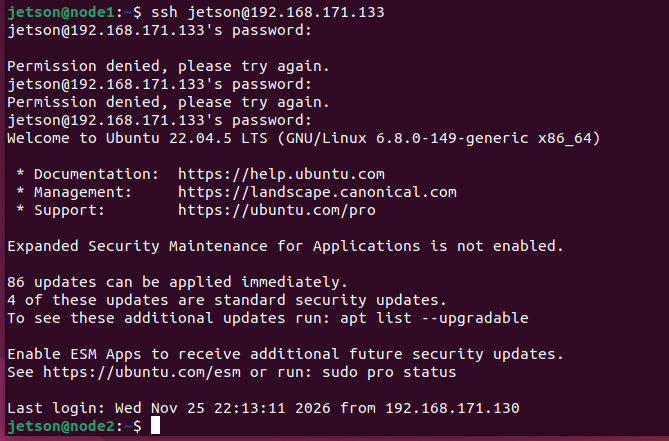 jetson@node1:~$ ssh jetson@192.168.171.133
jetson@192.168.171.133's password:
Permission denied, please try again.
jetson@192.168.171.133's password:
Permission denied, please try again.
jetson@192.168.171.133's password:
Welcome to Ubuntu 22.04.5 LTS (GNU/Linux 6.8.0-149-generic x86_64)
* Documentation:  https://help.ubuntu.com
* Management:     https://landscape.canonical.com
* Support:        https://ubuntu.com/pro
Expanded Security Maintenance for Applications is not enabled.
86 updates can be applied immediately.
4 of these updates are standard security updates.
To see these additional updates run: apt list --upgradable
Enable ESM Apps to receive additional future security updates.
See https://ubuntu.com/esm or run: sudo pro status
Last login: Wed Nov 25 22:13:11 2026 from 192.168.171.130
jetson@node2:~$